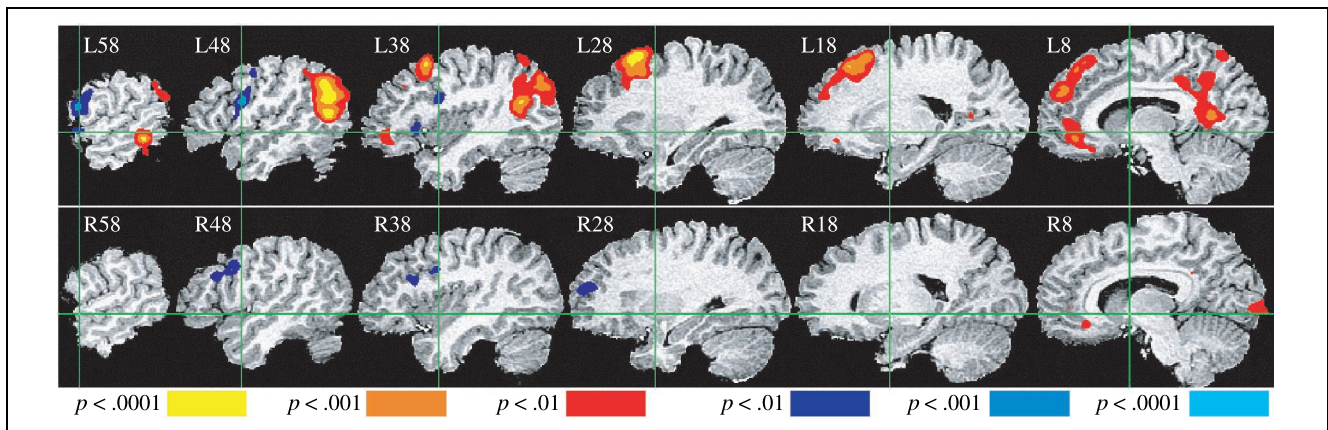 L58 L48 L38 L28 L18 L8
R58 R48 R38 R28 R18 R8
p < .0001 p < .001 p < .01 p < .01 p < .001 p < .0001